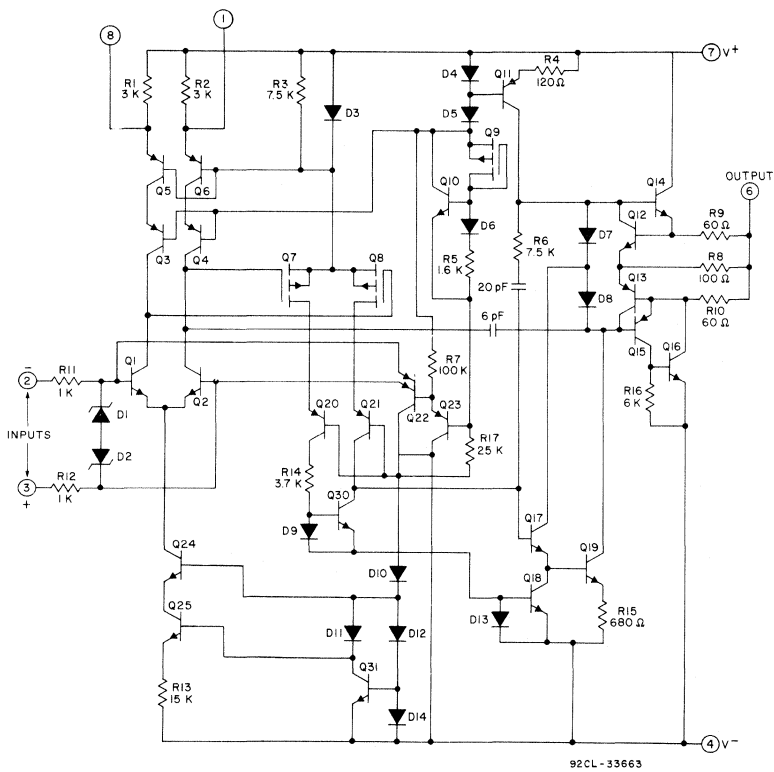 8
1
7 V+
R1
3 K
R2
3 K
R3
7.5 K
D3
D4
D5
Q11
R4
120Ω
Q9
Q5
Q6
Q10
Q14
OUTPUT
6
Q3
Q4
D6
R6
7.5 K
D7
Q12
R9
60 Ω
R5
1.6 K
R8
100 Ω
Q7
Q8
20 pF
D8
Q13
R10
60 Ω
6 pF
Q15
Q16
R7
100 K
R16
6 K
−
2
R11
1 K
Q1
Q2
D1
INPUTS
D2
3
+
R12
1 K
Q20
Q21
Q22
Q23
R17
25 K
R14
3.7 K
Q30
D9
Q17
Q19
Q24
D10
Q18
D13
R15
680 Ω
Q25
D11
D12
Q31
R13
15 K
D14
4 V−
92CL-33663